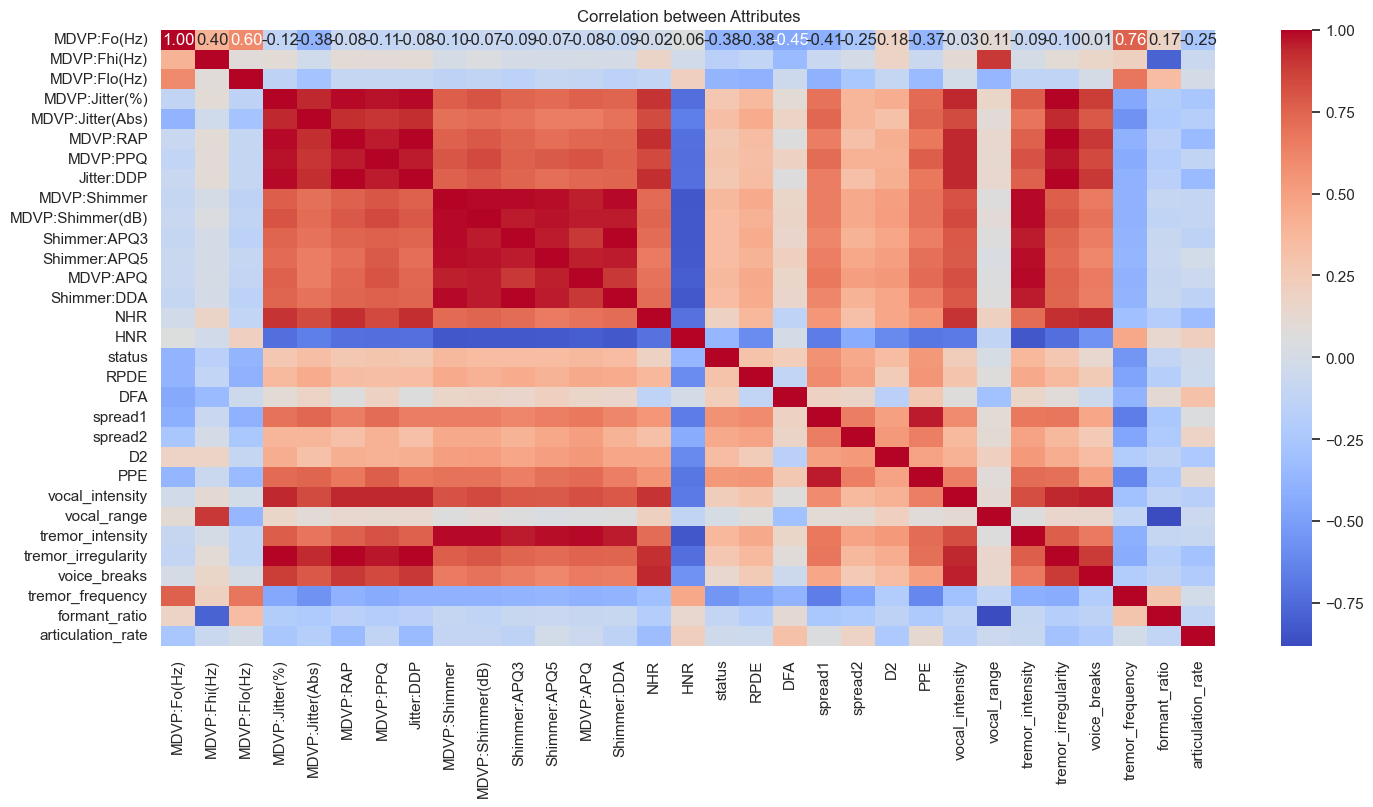 Correlation between Attributes
MDVP:Fo(Hz)
1.00 0.40 0.60 -0.12 -0.38 -0.08 -0.11 -0.08 -0.10 -0.07 -0.09 -0.07 -0.08 -0.09 -0.02 0.06 -0.38 -0.38 -0.45 -0.41 -0.25 0.18 -0.37 -0.03 0.11 -0.09 -0.10 -0.01 0.76 0.17 -0.25
MDVP:Fhi(Hz)
MDVP:Flo(Hz)
MDVP:Jitter(%)
MDVP:Jitter(Abs)
MDVP:RAP
MDVP:PPQ
Jitter:DDP
MDVP:Shimmer
MDVP:Shimmer(dB)
Shimmer:APQ3
Shimmer:APQ5
MDVP:APQ
Shimmer:DDA
NHR
HNR
status
RPDE
DFA
spread1
spread2
D2
PPE
vocal_intensity
vocal_range
tremor_intensity
tremor_irregularity
voice_breaks
tremor_frequency
formant_ratio
articulation_rate
MDVP:Fo(Hz)
MDVP:Fhi(Hz)
MDVP:Flo(Hz)
MDVP:Jitter(%)
MDVP:Jitter(Abs)
MDVP:RAP
MDVP:PPQ
Jitter:DDP
MDVP:Shimmer
MDVP:Shimmer(dB)
Shimmer:APQ3
Shimmer:APQ5
MDVP:APQ
Shimmer:DDA
NHR
HNR
status
RPDE
DFA
spread1
spread2
D2
PPE
vocal_intensity
vocal_range
tremor_intensity
tremor_irregularity
voice_breaks
tremor_frequency
formant_ratio
articulation_rate
1.00
0.75
0.50
0.25
0.00
−0.25
−0.50
−0.75